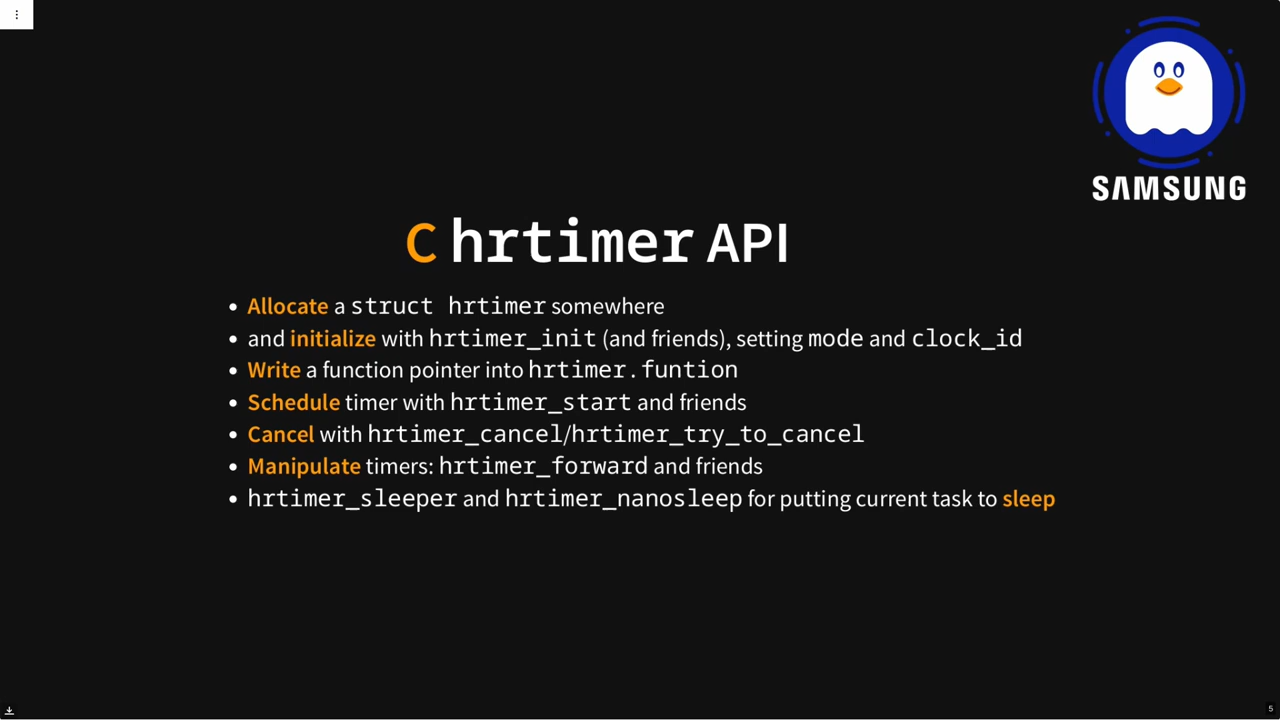 SAMSUNG
C hrtimer API
• Allocate a struct hrtimer somewhere
• and initialize with hrtimer_init (and friends), setting mode and clock_id
• Write a function pointer into hrtimer.funtion
• Schedule timer with hrtimer_start and friends
• Cancel with hrtimer_cancel/hrtimer_try_to_cancel
• Manipulate timers: hrtimer_forward and friends
• hrtimer_sleeper and hrtimer_nanosleep for putting current task to sleep
5